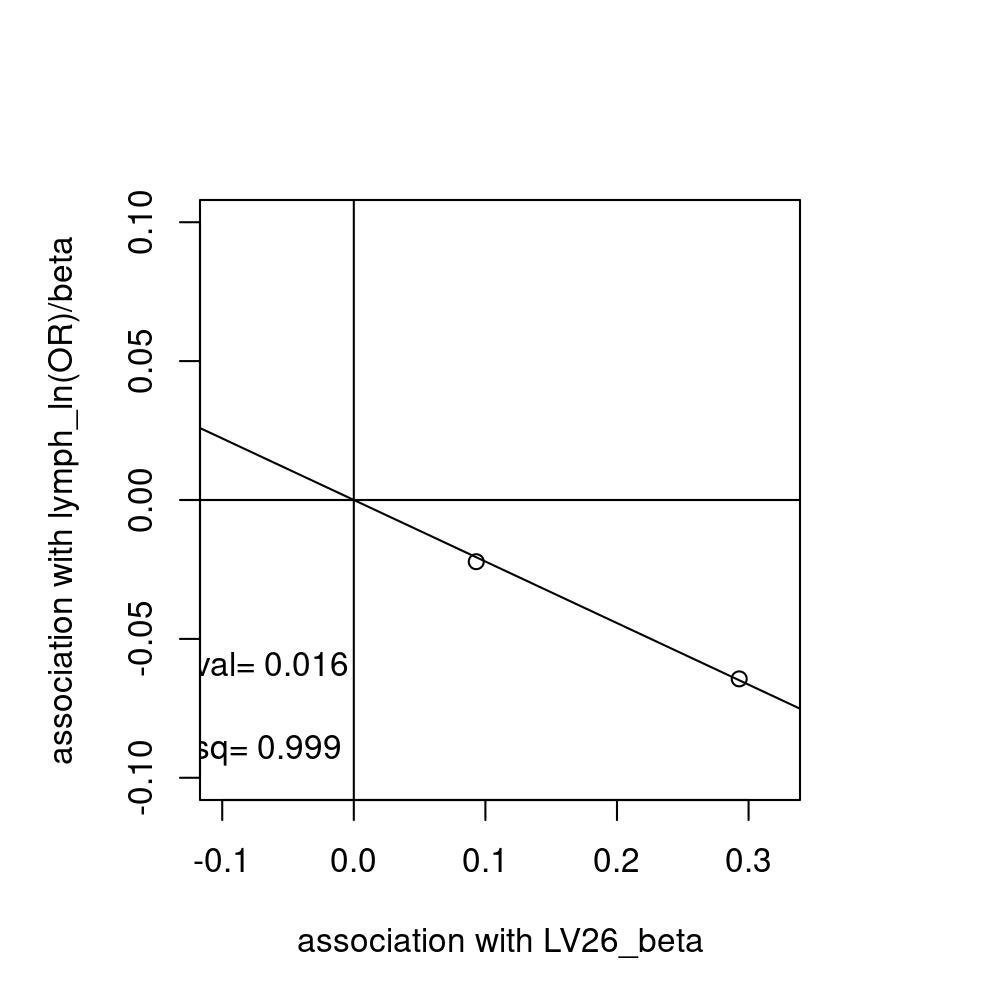 association with lymph_ln(OR)/beta
0.10
0.05
0.00
-0.05
-0.10
val= 0.016
sq= 0.999
-0.1 0.0 0.1 0.2 0.3
association with LV26_beta